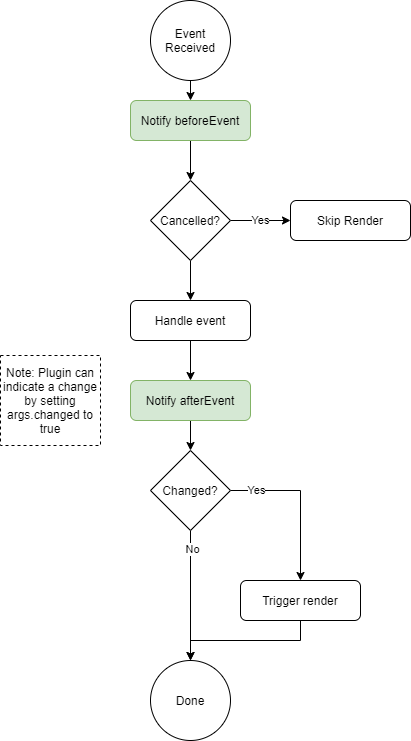 Event
Received
Notify beforeEvent
Cancelled?
Yes
Skip Render
Handle event
Note: Plugin can
indicate a change
by setting
args.changed to
true
Notify afterEvent
Changed?
Yes
No
Trigger render
Done